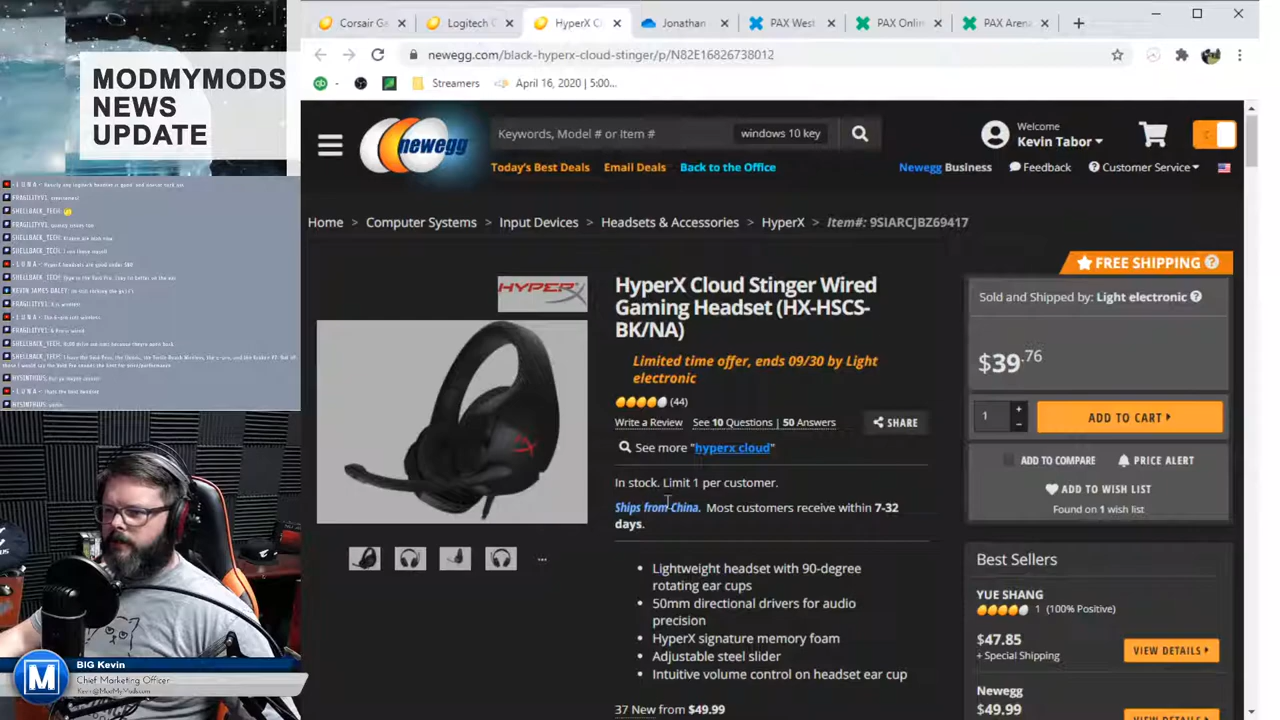 Corsair Ga
Logitech G
HyperX Cl
Jonathan
PAX West
PAX Onlin
PAX Arena
newegg.com/black-hyperx-cloud-stinger/p/N82E16826738012
Streamers
April 16, 2020 | 5:00...
MODMYMODS
NEWS
UPDATE
newegg
Keywords, Model # or Item #
windows 10 key
Welcome
Kevin Tabor
Today's Best Deals
Email Deals
Back to the Office
Newegg Business
Feedback
Customer Service
Home > Computer Systems > Input Devices > Headsets & Accessories > HyperX > Item#: 9SIARCJBZ69417
FREE SHIPPING
HYPERX
HyperX Cloud Stinger Wired
Gaming Headset (HX-HSCS-
BK/NA)
Limited time offer, ends 09/30 by Light
electronic
(44)
Write a Review
See 10 Questions | 50 Answers
SHARE
See more "hyperx cloud"
In stock. Limit 1 per customer.
Ships from China. Most customers receive within 7-32
days.
• Lightweight headset with 90-degree
rotating ear cups
• 50mm directional drivers for audio
precision
• HyperX signature memory foam
• Adjustable steel slider
• Intuitive volume control on headset ear cup
37 New from $49.99
Sold and Shipped by: Light electronic
$39.76
1
ADD TO CART
ADD TO COMPARE
PRICE ALERT
ADD TO WISH LIST
Found on 1 wish list
Best Sellers
YUE SHANG
1 (100% Positive)
$47.85
+ Special Shipping
VIEW DETAILS
Newegg
$49.99
VIEW DETAILS
M
BIG Kevin
Chief Marketing Officer
Kevin@ModMyMods.com